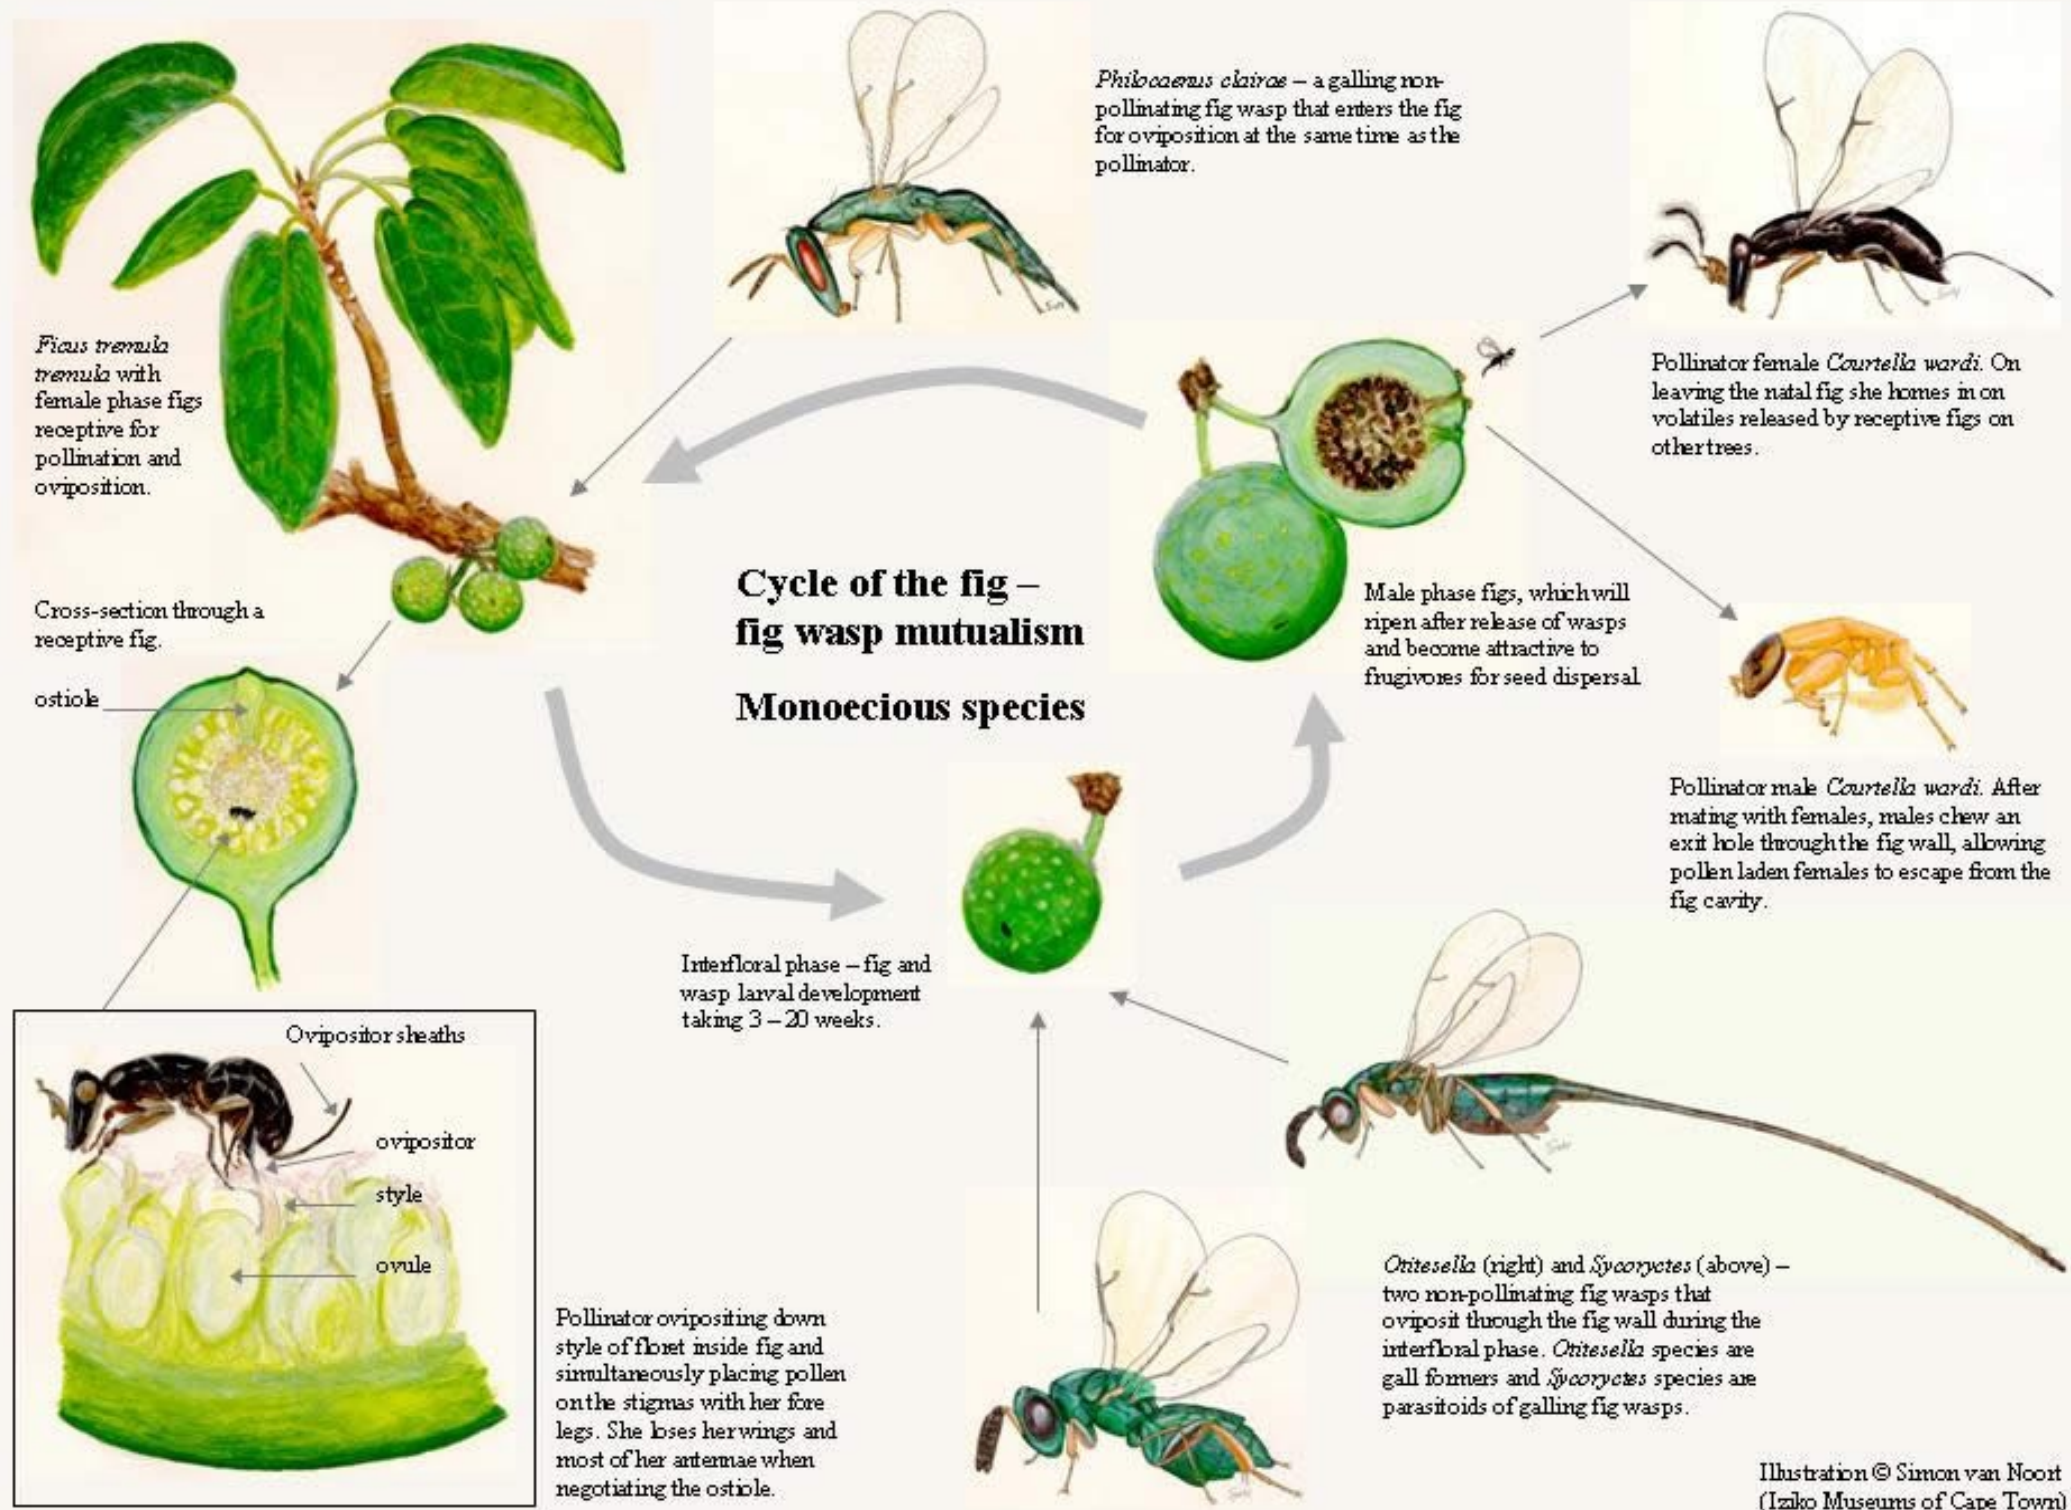 Philocaenus clairae – a galling non-
pollinating fig wasp that enters the fig
for oviposition at the same time as the
pollinator.
Ficus tremula
tremula with
female phase figs
receptive for
pollination and
oviposition.
Pollinator female Courtella wardi. On
leaving the natal fig she homes in on
volatiles released by receptive figs on
other trees.
Cycle of the fig –
fig wasp mutualism
Monoecious species
Male phase figs, which will
ripen after release of wasps
and become attractive to
frugivores for seed dispersal.
Cross-section through a
receptive fig.
ostiole
Pollinator male Courtella wardi. After
mating with females, males chew an
exit hole through the fig wall, allowing
pollen laden females to escape from the
fig cavity.
Interfloral phase – fig and
wasp larval development
taking 3 – 20 weeks.
Ovipositor sheaths
ovipositor
style
ovule
Pollinator ovipositing down
style of floret inside fig and
simultaneously placing pollen
on the stigmas with her fore
legs. She loses her wings and
most of her antennae when
negotiating the ostiole.
Otitesella (right) and Sycoryctes (above) –
two non-pollinating fig wasps that
oviposit through the fig wall during the
interfloral phase. Otitesella species are
gall formers and Sycoryctes species are
parasitoids of galling fig wasps.
Illustration © Simon van Noort
(Iziko Museums of Cape Town)